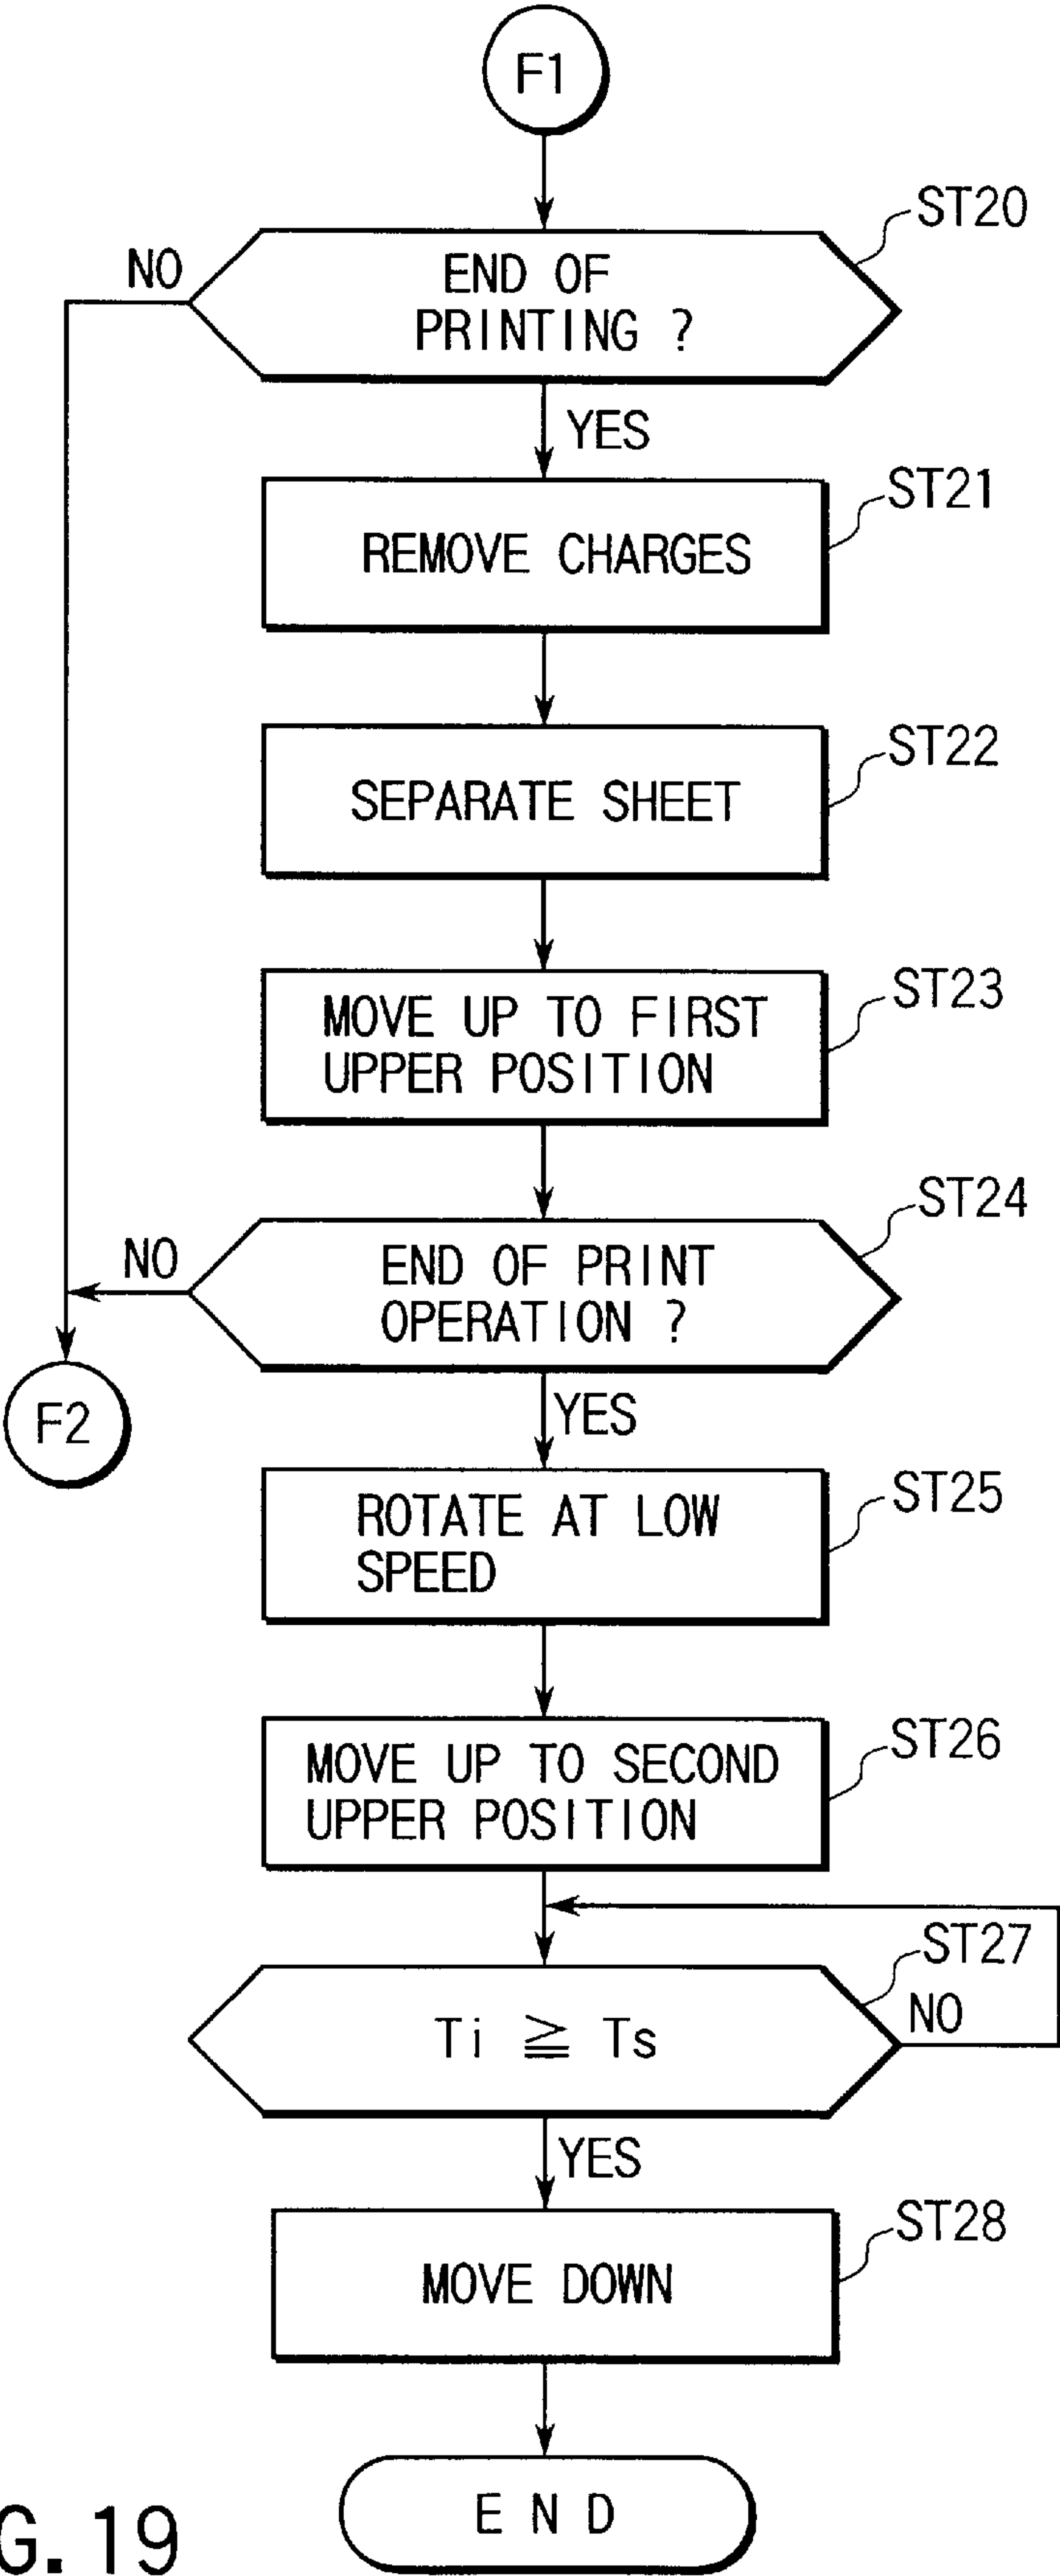 F1
ST20
NO
END OF
PRINTING ?
YES
ST21
REMOVE CHARGES
ST22
SEPARATE SHEET
ST23
MOVE UP TO FIRST
UPPER POSITION
ST24
NO
END OF PRINT
OPERATION ?
F2
YES
ST25
ROTATE AT LOW
SPEED
ST26
MOVE UP TO SECOND
UPPER POSITION
ST27
Ti ≧ Ts
NO
YES
ST28
MOVE DOWN
END
G. 19